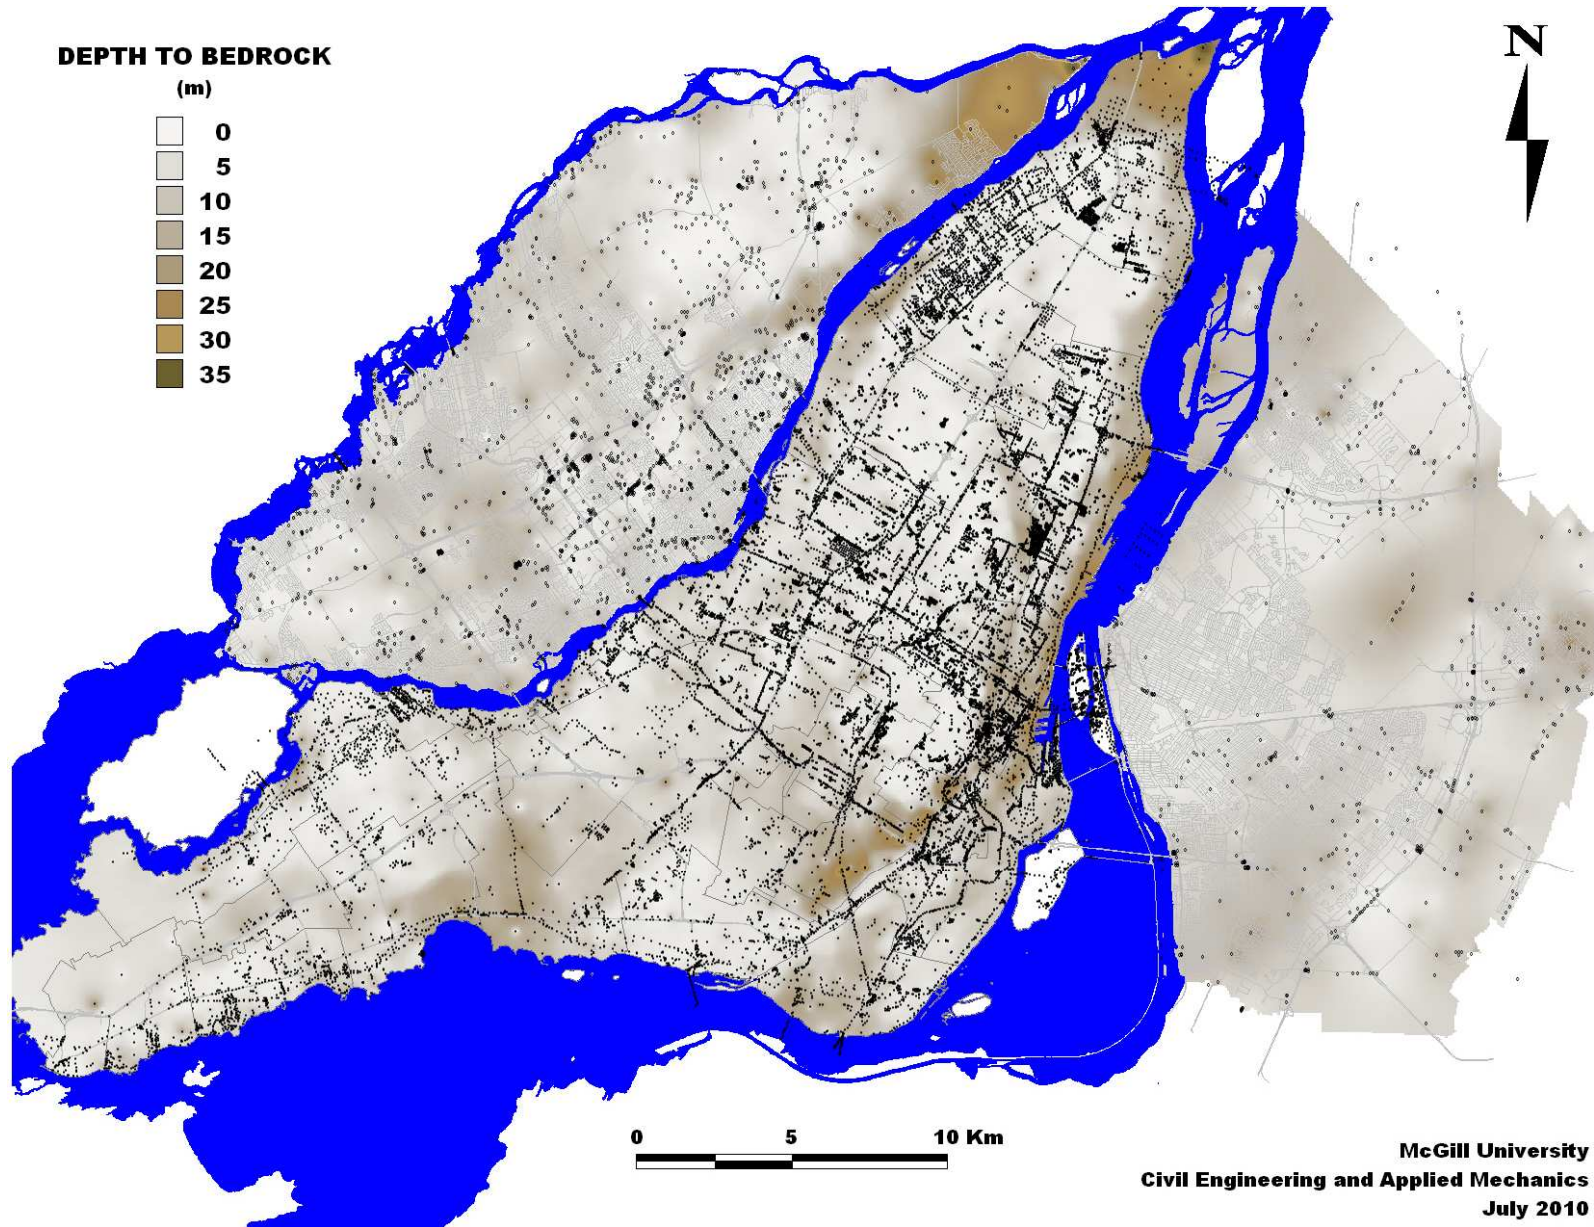 DEPTH TO BEDROCK
(m)
0
5
10
15
20
25
30
35
N
0 5 10 Km
McGill University
Civil Engineering and Applied Mechanics
July 2010